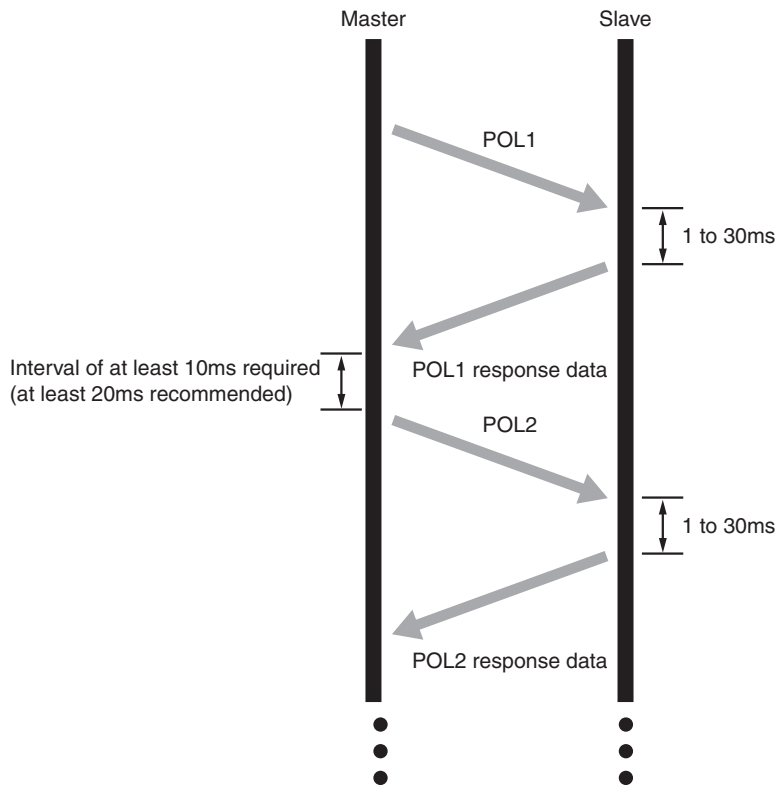 Master
Slave
POL1
1 to 30ms
Interval of at least 10ms required
(at least 20ms recommended)
POL1 response data
POL2
1 to 30ms
POL2 response data